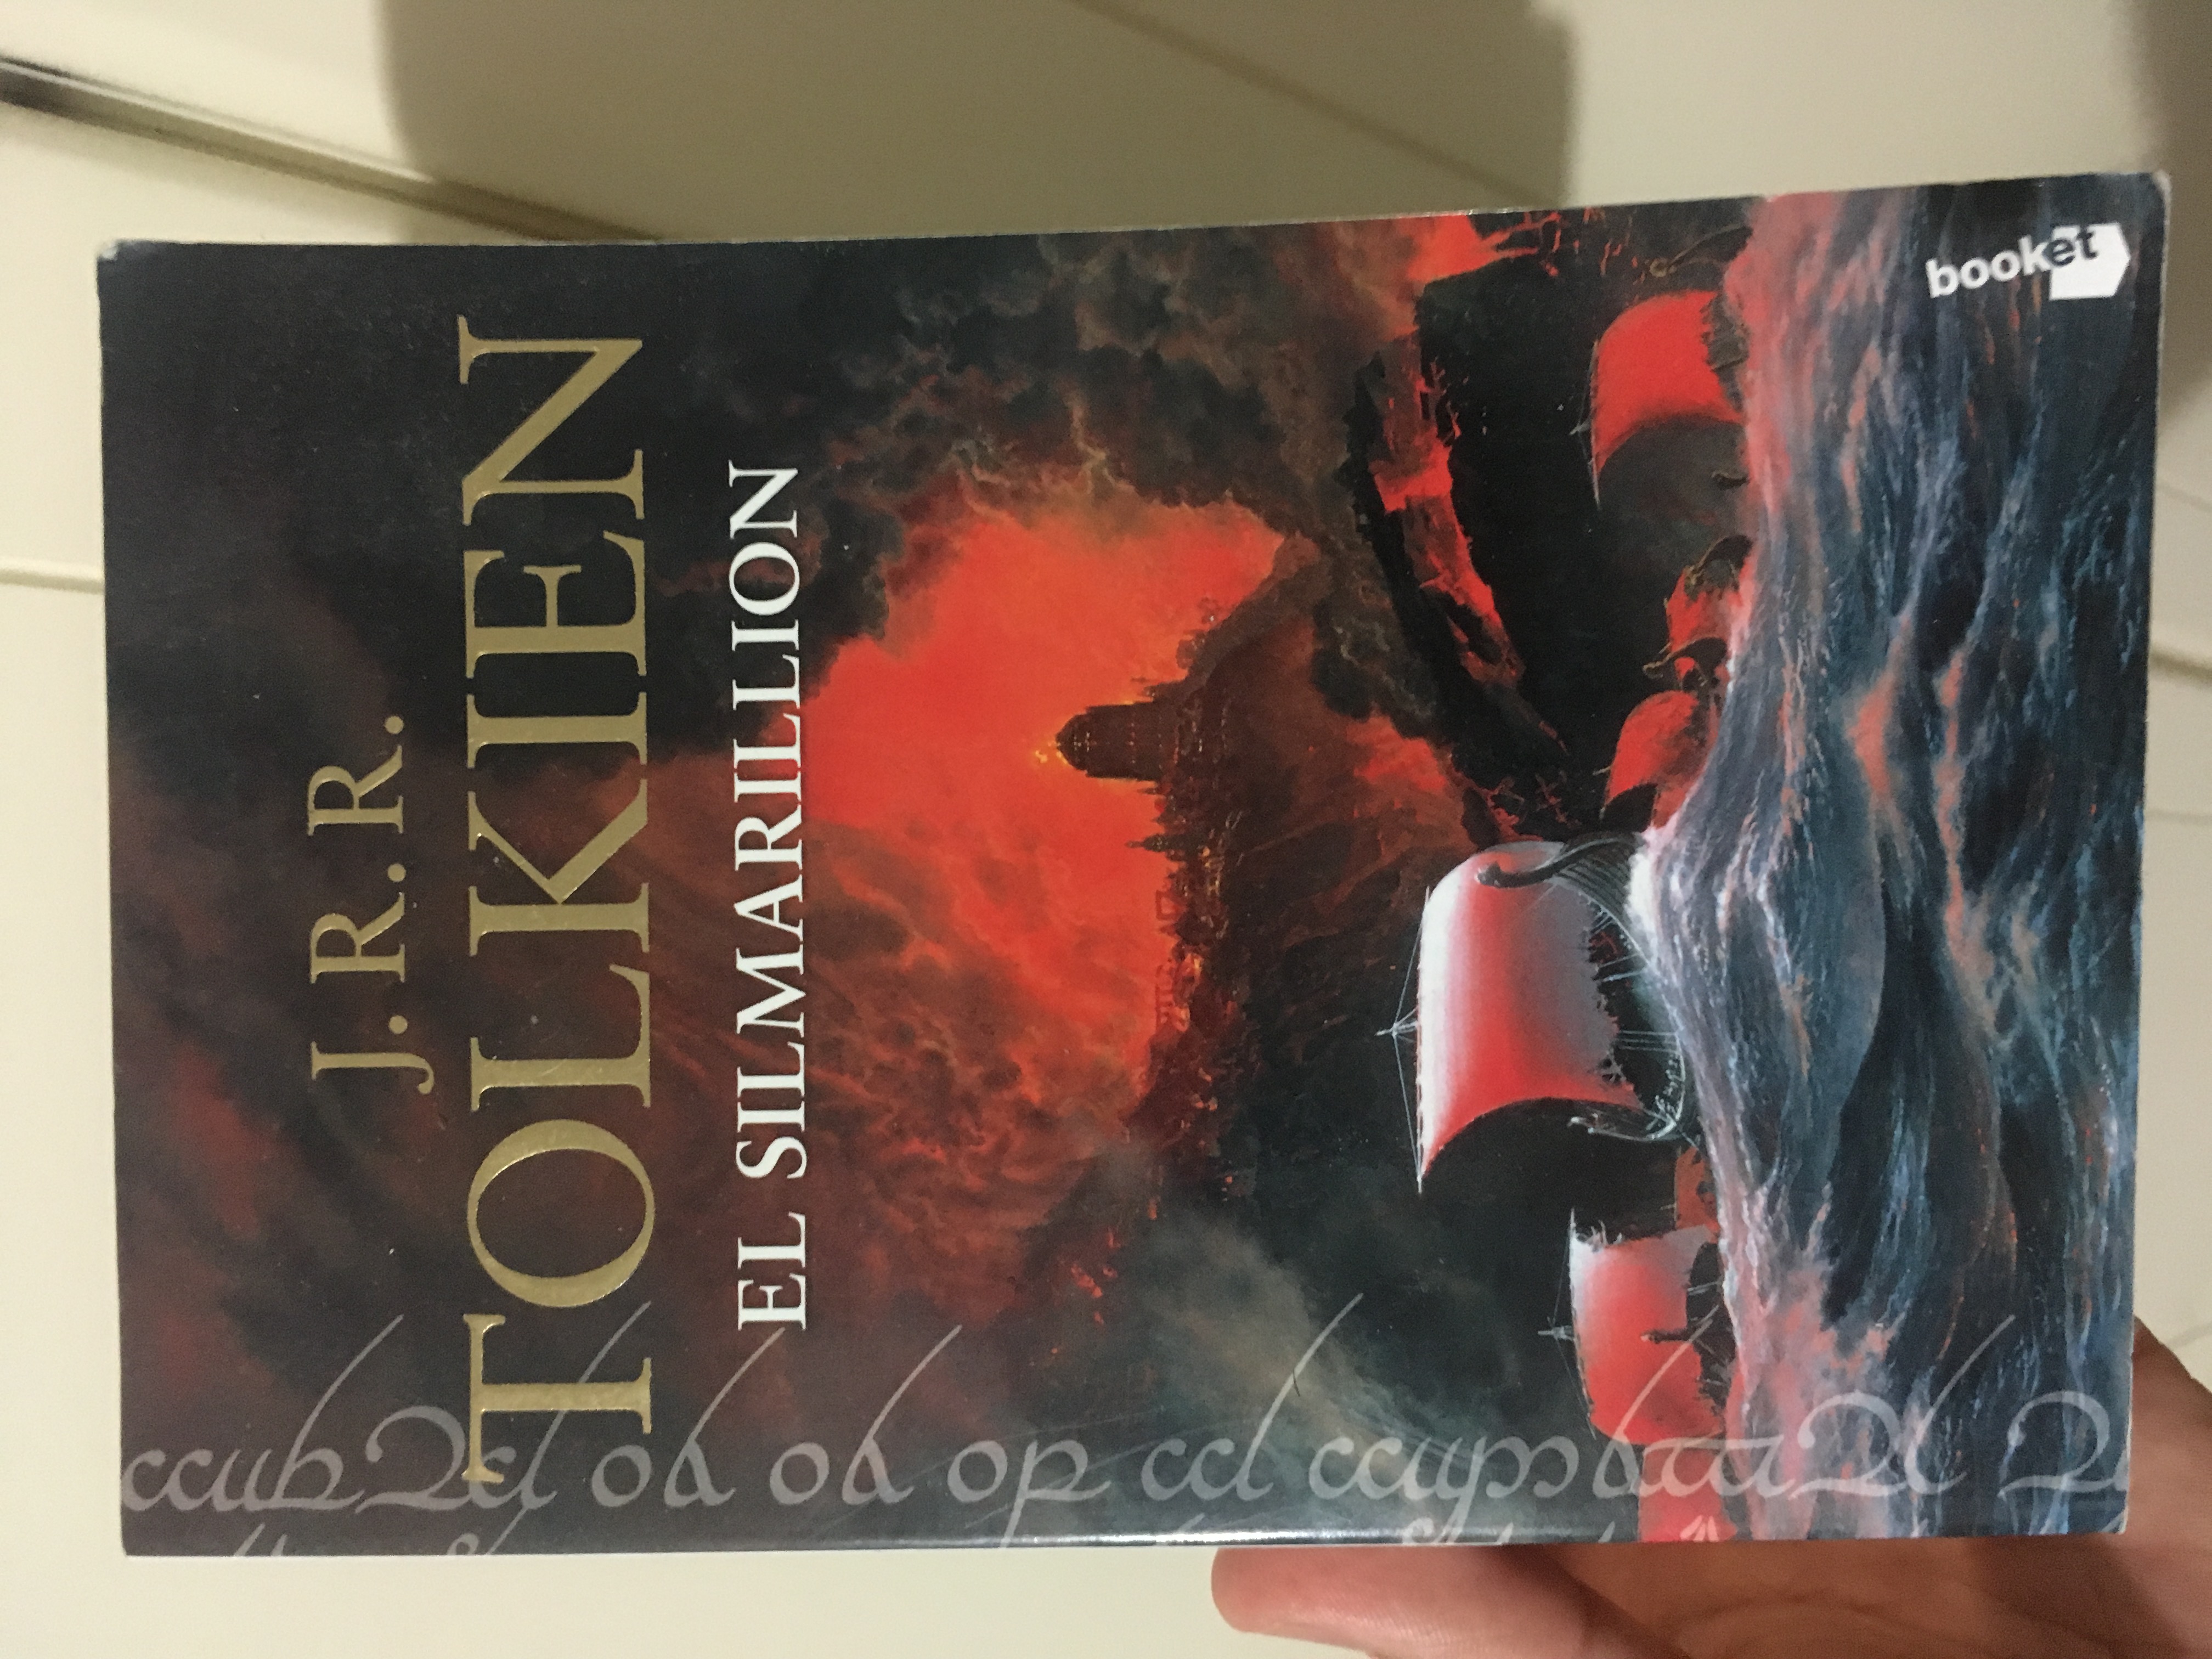 J. R. R.
TOLKIEN
EL SILMARILLION
booket